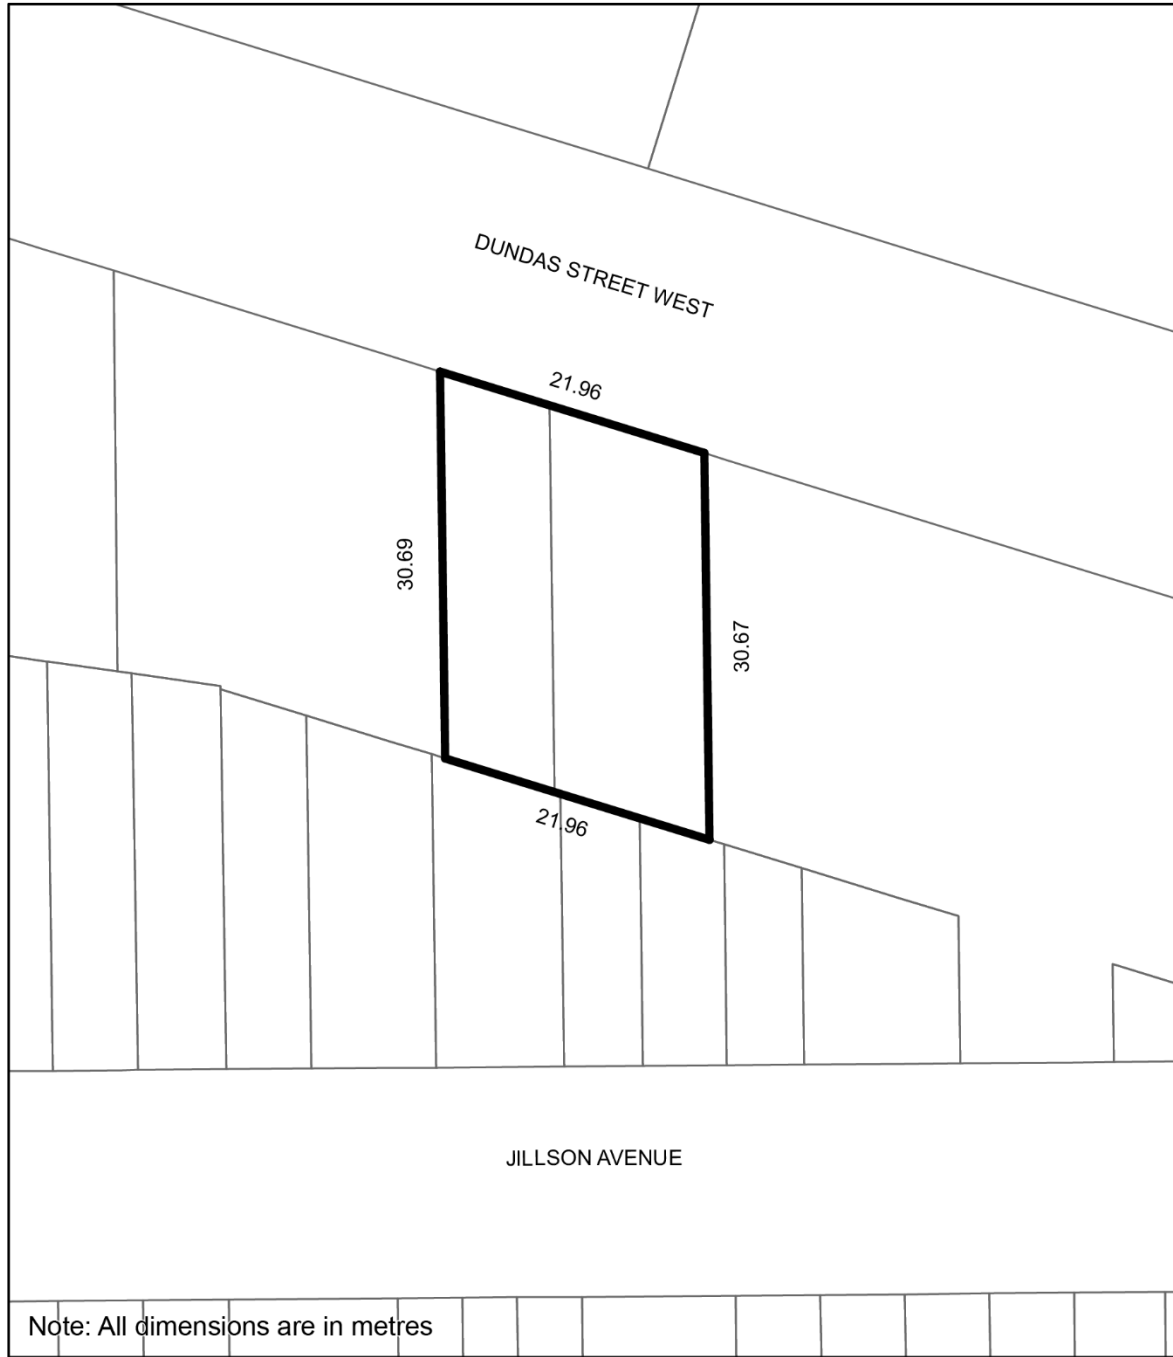 DUNDAS STREET WEST
21.96
30.69
30.67
21.96
JILLSON AVENUE
Note: All dimensions are in metres